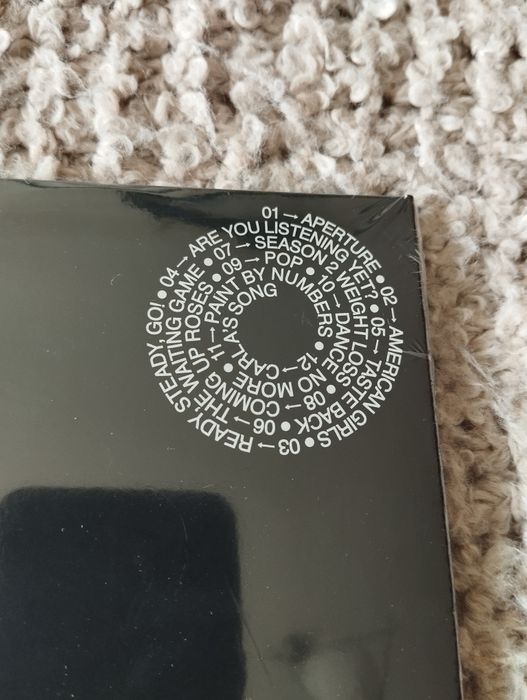 01 → APERTURE •
02 → AMERICAN GIRLS •
03 → READY, STEADY, GO! •
04 → ARE YOU LISTENING YET? •
05 → TASTE BACK •
06 → THE WAITING GAME •
07 → SEASON 2 WEIGHT LOSS •
08 → COMING UP ROSES •
09 → POP •
10 → DANCE NO MORE •
11 → PAINT BY NUMBERS •
12 → CARLA'S SONG